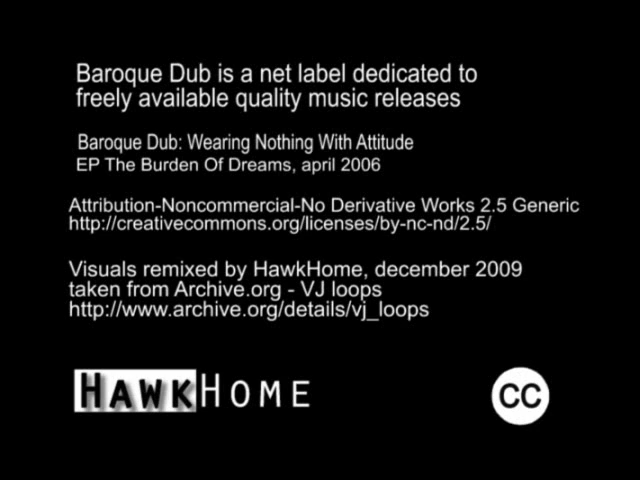 Baroque Dub is a net label dedicated to
freely available quality music releases
Baroque Dub: Wearing Nothing With Attitude
EP The Burden Of Dreams, april 2006
Attribution-Noncommercial-No Derivative Works 2.5 Generic
http://creativecommons.org/licenses/by-nc-nd/2.5/
Visuals remixed by HawkHome, december 2009
taken from Archive.org - VJ loops
http://www.archive.org/details/vj_loops
HAWKHOME
CC